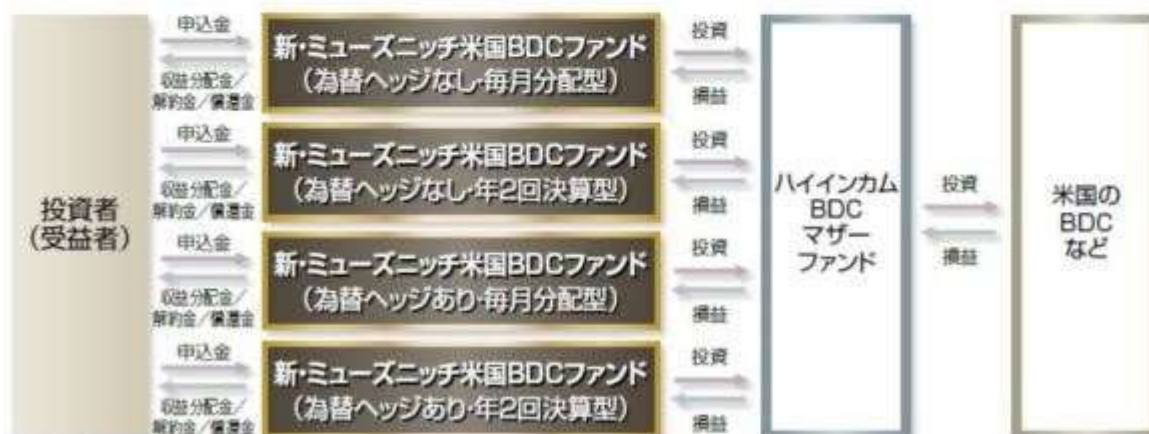 投資者
(受益者)
申込金
収益分配金/
解約金/償還金
新・ミューズニッチ米国BDCファンド
(為替ヘッジなし・毎月分配型)
投資
損益
申込金
収益分配金/
解約金/償還金
新・ミューズニッチ米国BDCファンド
(為替ヘッジなし・年2回決算型)
投資
損益
申込金
収益分配金/
解約金/償還金
新・ミューズニッチ米国BDCファンド
(為替ヘッジあり・毎月分配型)
投資
損益
申込金
収益分配金/
解約金/償還金
新・ミューズニッチ米国BDCファンド
(為替ヘッジあり・年2回決算型)
投資
損益
ハイインカム
BDC
マザー
ファンド
投資
損益
米国の
BDC
など